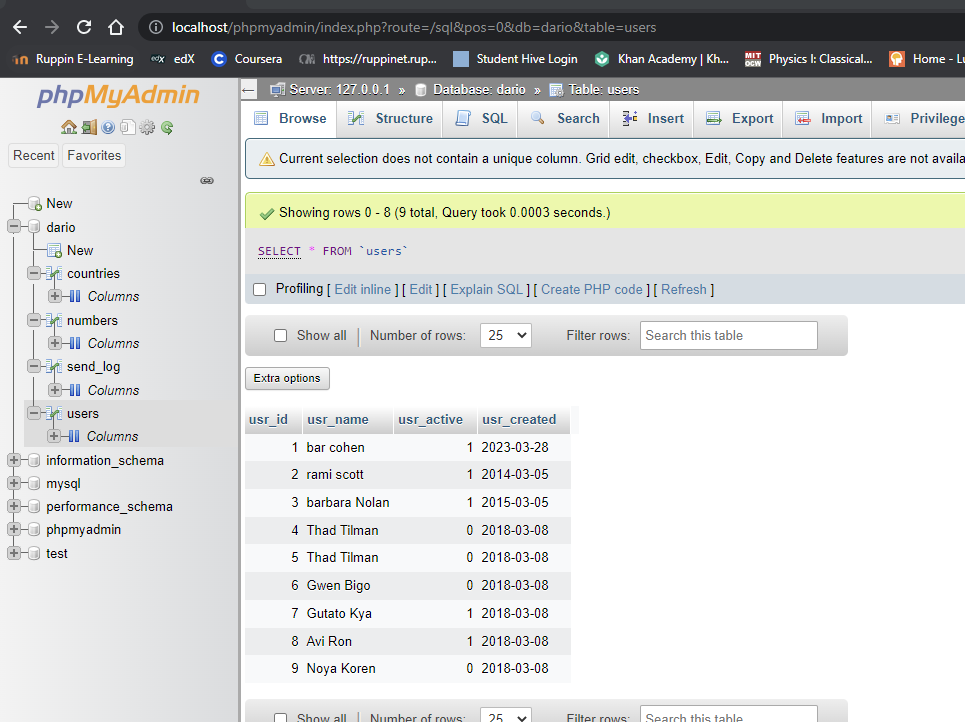 localhost/phpmyadmin/index.php?route=/sql&pos=0&db=dario&table=users
Ruppin E-Learning edX Coursera https://ruppinet.rup... Student Hive Login Khan Academy | Kh... MIT OCW Physics I: Classical... Home - Lu
phpMyAdmin
Recent Favorites
New
dario
New
countries
Columns
numbers
Columns
send_log
Columns
users
Columns
information_schema
mysql
performance_schema
phpmyadmin
test
Server: 127.0.0.1 » Database: dario » Table: users
Browse Structure SQL Search Insert Export Import Privilege
Current selection does not contain a unique column. Grid edit, checkbox, Edit, Copy and Delete features are not availa
Showing rows 0 - 8 (9 total, Query took 0.0003 seconds.)
SELECT * FROM `users`
Profiling [ Edit inline ] [ Edit ] [ Explain SQL ] [ Create PHP code ] [ Refresh ]
Show all | Number of rows: 25 Filter rows: Search this table
Extra options
usr_id usr_name usr_active usr_created
1 bar cohen 1 2023-03-28
2 rami scott 1 2014-03-05
3 barbara Nolan 1 2015-03-05
4 Thad Tilman 0 2018-03-08
5 Thad Tilman 0 2018-03-08
6 Gwen Bigo 0 2018-03-08
7 Gutato Kya 1 2018-03-08
8 Avi Ron 1 2018-03-08
9 Noya Koren 0 2018-03-08
Show all | Number of rows: 25 Filter rows: Search this table